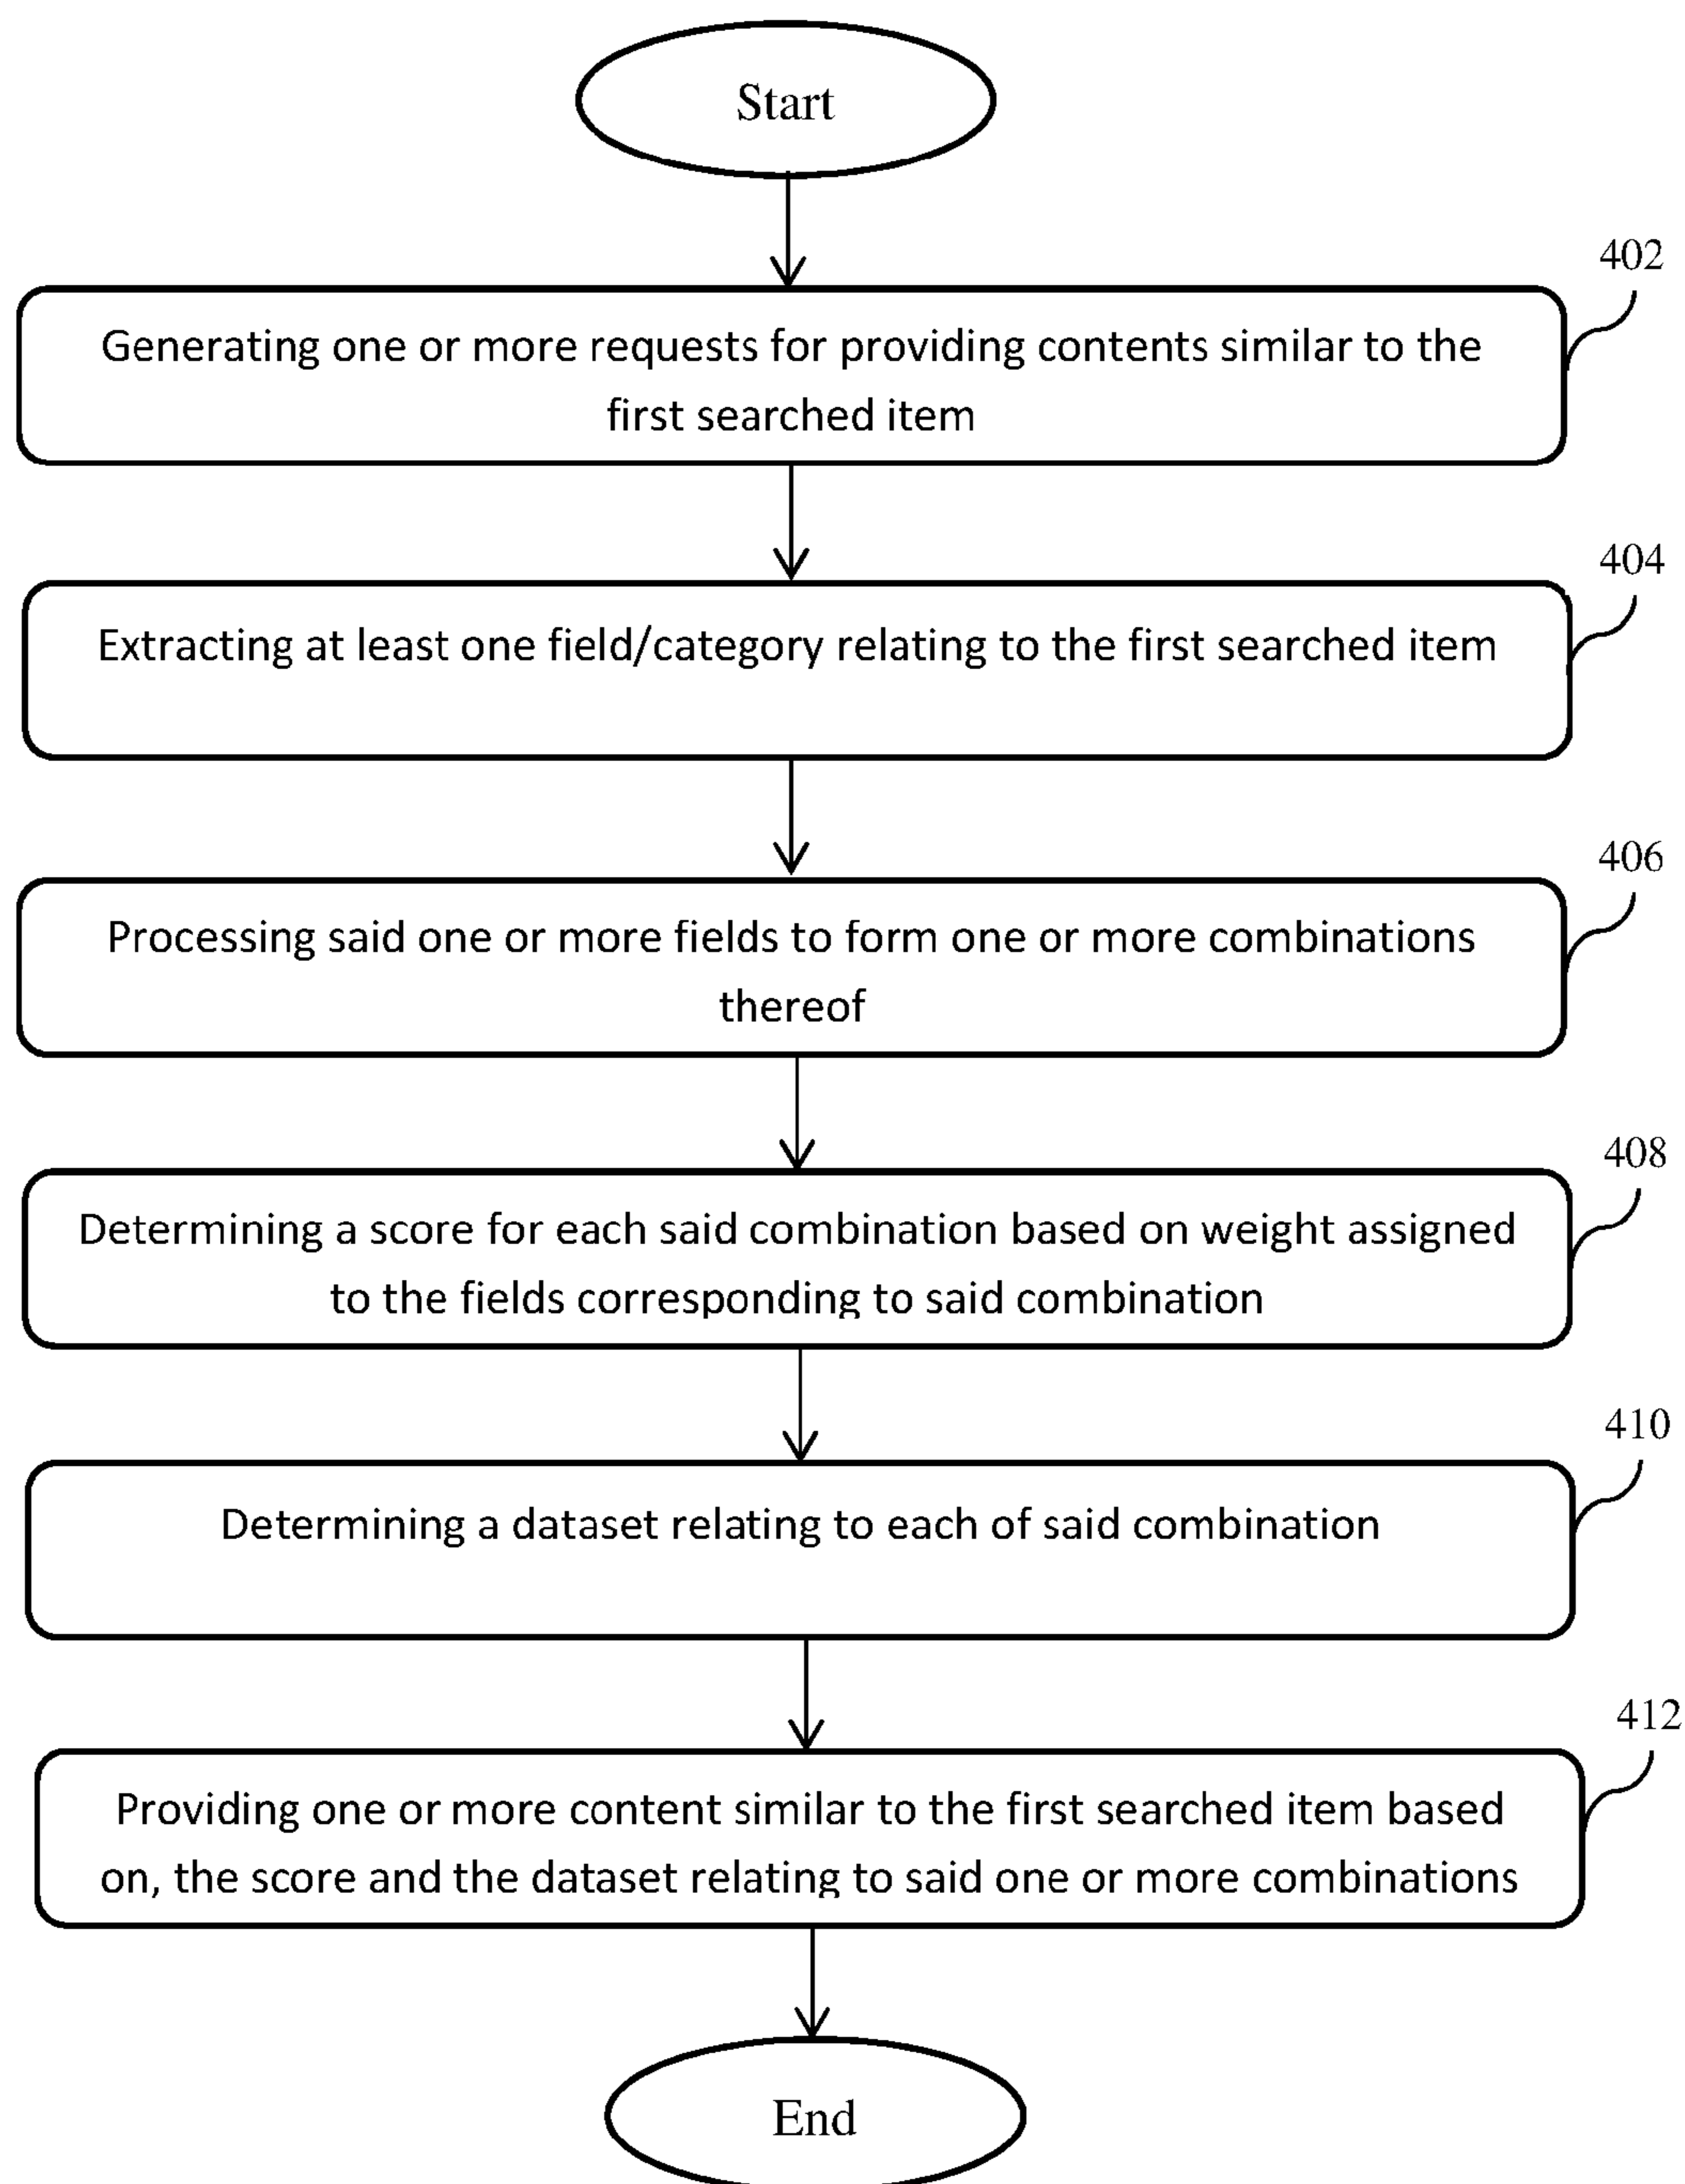 Start
402
Generating one or more requests for providing contents similar to the
first searched item
404
Extracting at least one field/category relating to the first searched item
406
Processing said one or more fields to form one or more combinations
thereof
408
Determining a score for each said combination based on weight assigned
to the fields corresponding to said combination
410
Determining a dataset relating to each of said combination
412
Providing one or more content similar to the first searched item based
on, the score and the dataset relating to said one or more combinations
End